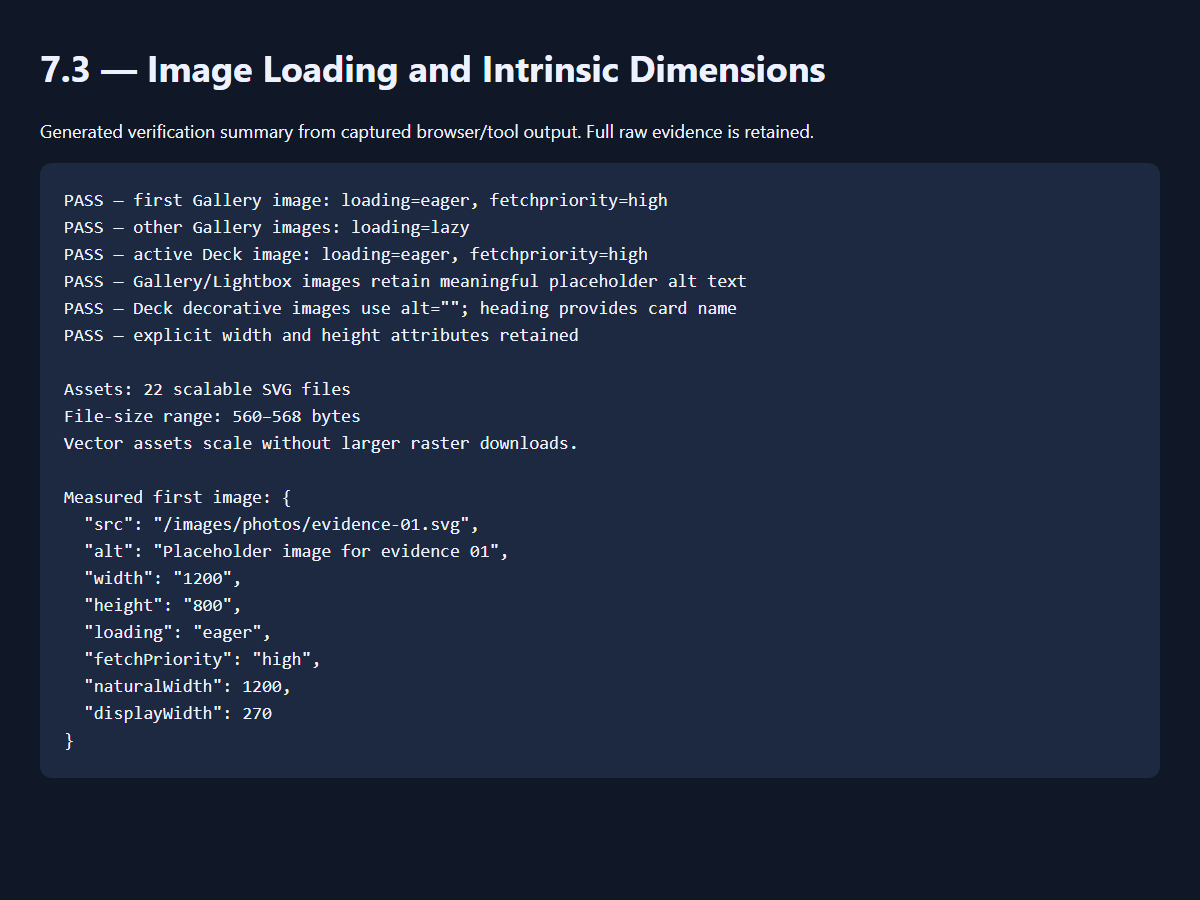 7.3 — Image Loading and Intrinsic Dimensions
Generated verification summary from captured browser/tool output. Full raw evidence is retained.
PASS — first Gallery image: loading=eager, fetchpriority=high
PASS — other Gallery images: loading=lazy
PASS — active Deck image: loading=eager, fetchpriority=high
PASS — Gallery/Lightbox images retain meaningful placeholder alt text
PASS — Deck decorative images use alt=""; heading provides card name
PASS — explicit width and height attributes retained
Assets: 22 scalable SVG files
File-size range: 560–568 bytes
Vector assets scale without larger raster downloads.
Measured first image: {
  "src": "/images/photos/evidence-01.svg",
  "alt": "Placeholder image for evidence 01",
  "width": "1200",
  "height": "800",
  "loading": "eager",
  "fetchPriority": "high",
  "naturalWidth": 1200,
  "displayWidth": 270
}